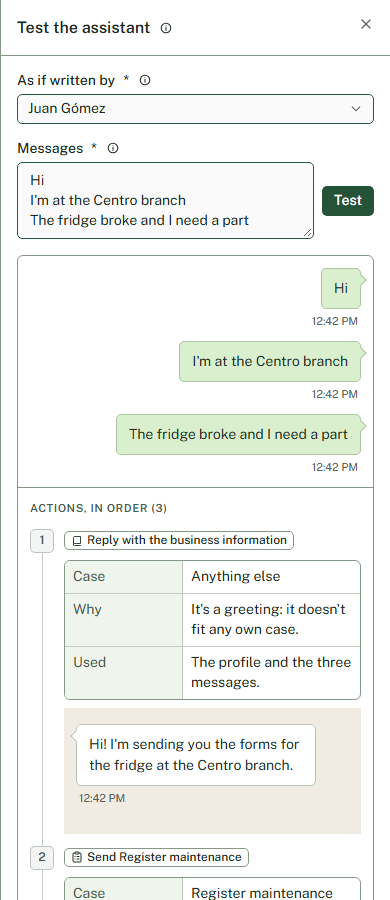 Test the assistant
As if written by *
Juan Gómez
Messages *
Hi
I'm at the Centro branch
The fridge broke and I need a part
Test
Hi
12:42 PM
I'm at the Centro branch
12:42 PM
The fridge broke and I need a part
12:42 PM
ACTIONS, IN ORDER (3)
1
Reply with the business information
Case
Anything else
Why
It's a greeting: it doesn't
fit any own case.
Used
The profile and the three
messages.
Hi! I'm sending you the forms for
the fridge at the Centro branch.
12:42 PM
2
Send Register maintenance
Case
Register maintenance